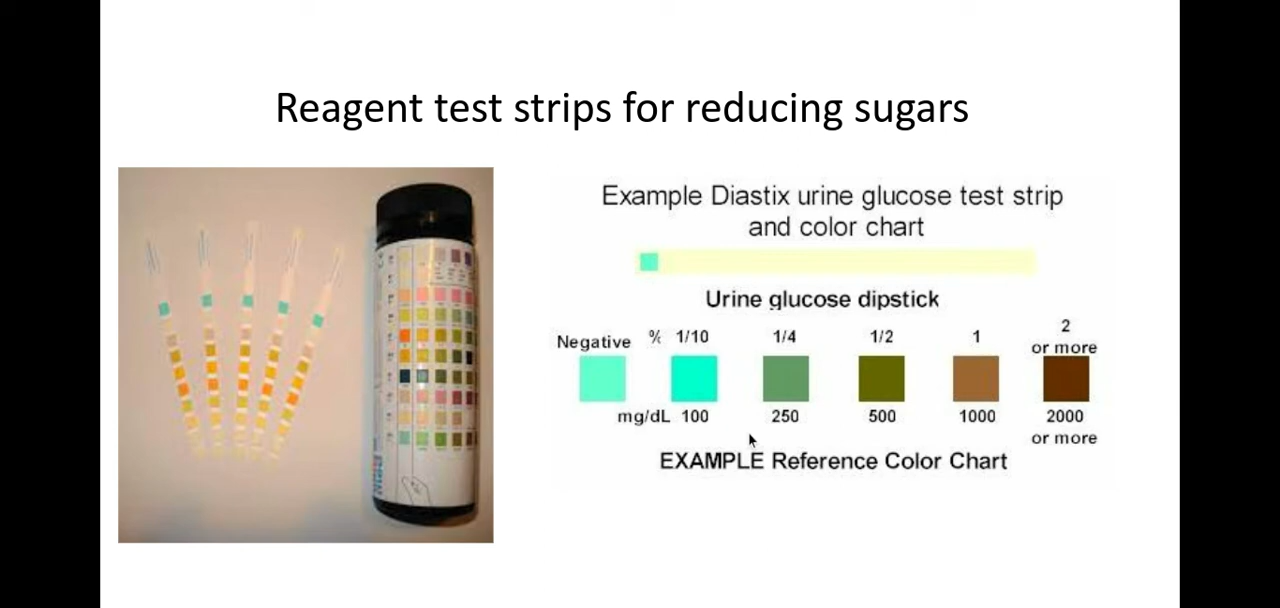 Reagent test strips for reducing sugars
Example Diastix urine glucose test strip
and color chart
Urine glucose dipstick
Negative % 1/10 1/4 1/2 1 2
or more
mg/dL 100 250 500 1000 2000
or more
EXAMPLE Reference Color Chart